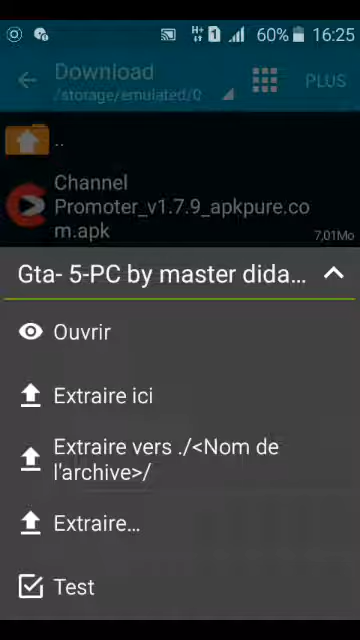 H+ 1 60% 16:25
Download
/storage/emulated/0
PLUS
..
Channel
Promoter_v1.7.9_apkpure.co
m.apk
7,01Mo
Gta- 5-PC by master dida...
Ouvrir
Extraire ici
Extraire vers ./<Nom de
l'archive>/
Extraire...
Test